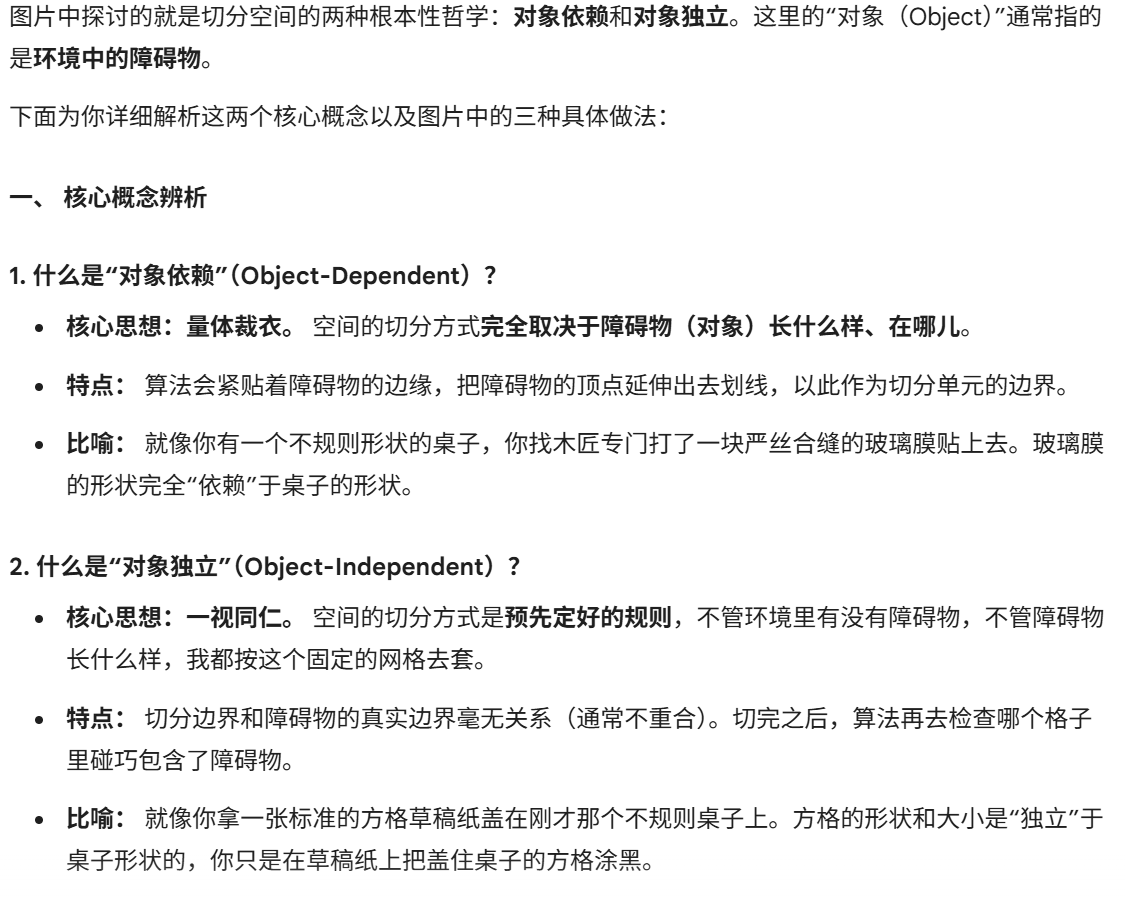 图片中探讨的就是切分空间的两种根本性哲学：对象依赖和对象独立。这里的“对象（Object）”通常指的
是环境中的障碍物。
下面为你详细解析这两个核心概念以及图片中的三种具体做法：
一、 核心概念辨析
1. 什么是“对象依赖”（Object-Dependent）？
• 核心思想：量体裁衣。 空间的切分方式完全取决于障碍物（对象）长什么样、在哪儿。
• 特点： 算法会紧贴着障碍物的边缘，把障碍物的顶点延伸出去划线，以此作为切分单元的边界。
• 比喻： 就像你有一个不规则形状的桌子，你找木匠专门打了一块严丝合缝的玻璃膜贴上去。玻璃膜
的形状完全“依赖”于桌子的形状。
2. 什么是“对象独立”（Object-Independent）？
• 核心思想：一视同仁。 空间的切分方式是预先定好的规则，不管环境里有没有障碍物，不管障碍物
长什么样，我都按这个固定的网格去套。
• 特点： 切分边界和障碍物的真实边界毫无关系（通常不重合）。切完之后，算法再去检查哪个格子
里碰巧包含了障碍物。
• 比喻： 就像你拿一张标准的方格草稿纸盖在刚才那个不规则桌子上。方格的形状和大小是“独立”于
桌子形状的，你只是在草稿纸上把盖住桌子的方格涂黑。